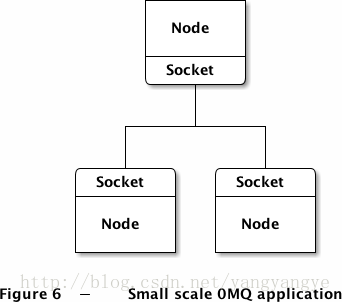 Node
Socket
Socket Socket
Node Node
http://blog.csdn.net/yangyangye
Figure 6 – Small scale 0MQ application